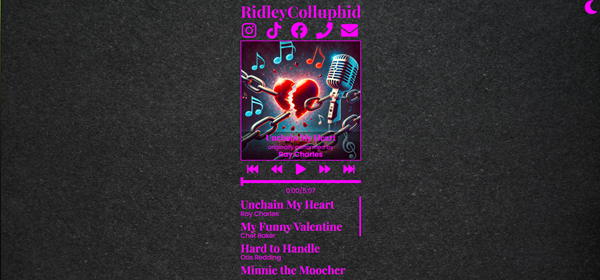 RidleyColluphid
Unchain My Heart
originally performed by
Ray Charles
0:00/5:07
Unchain My Heart
Ray Charles
My Funny Valentine
Chet Baker
Hard to Handle
Otis Redding
Minnie the Moocher